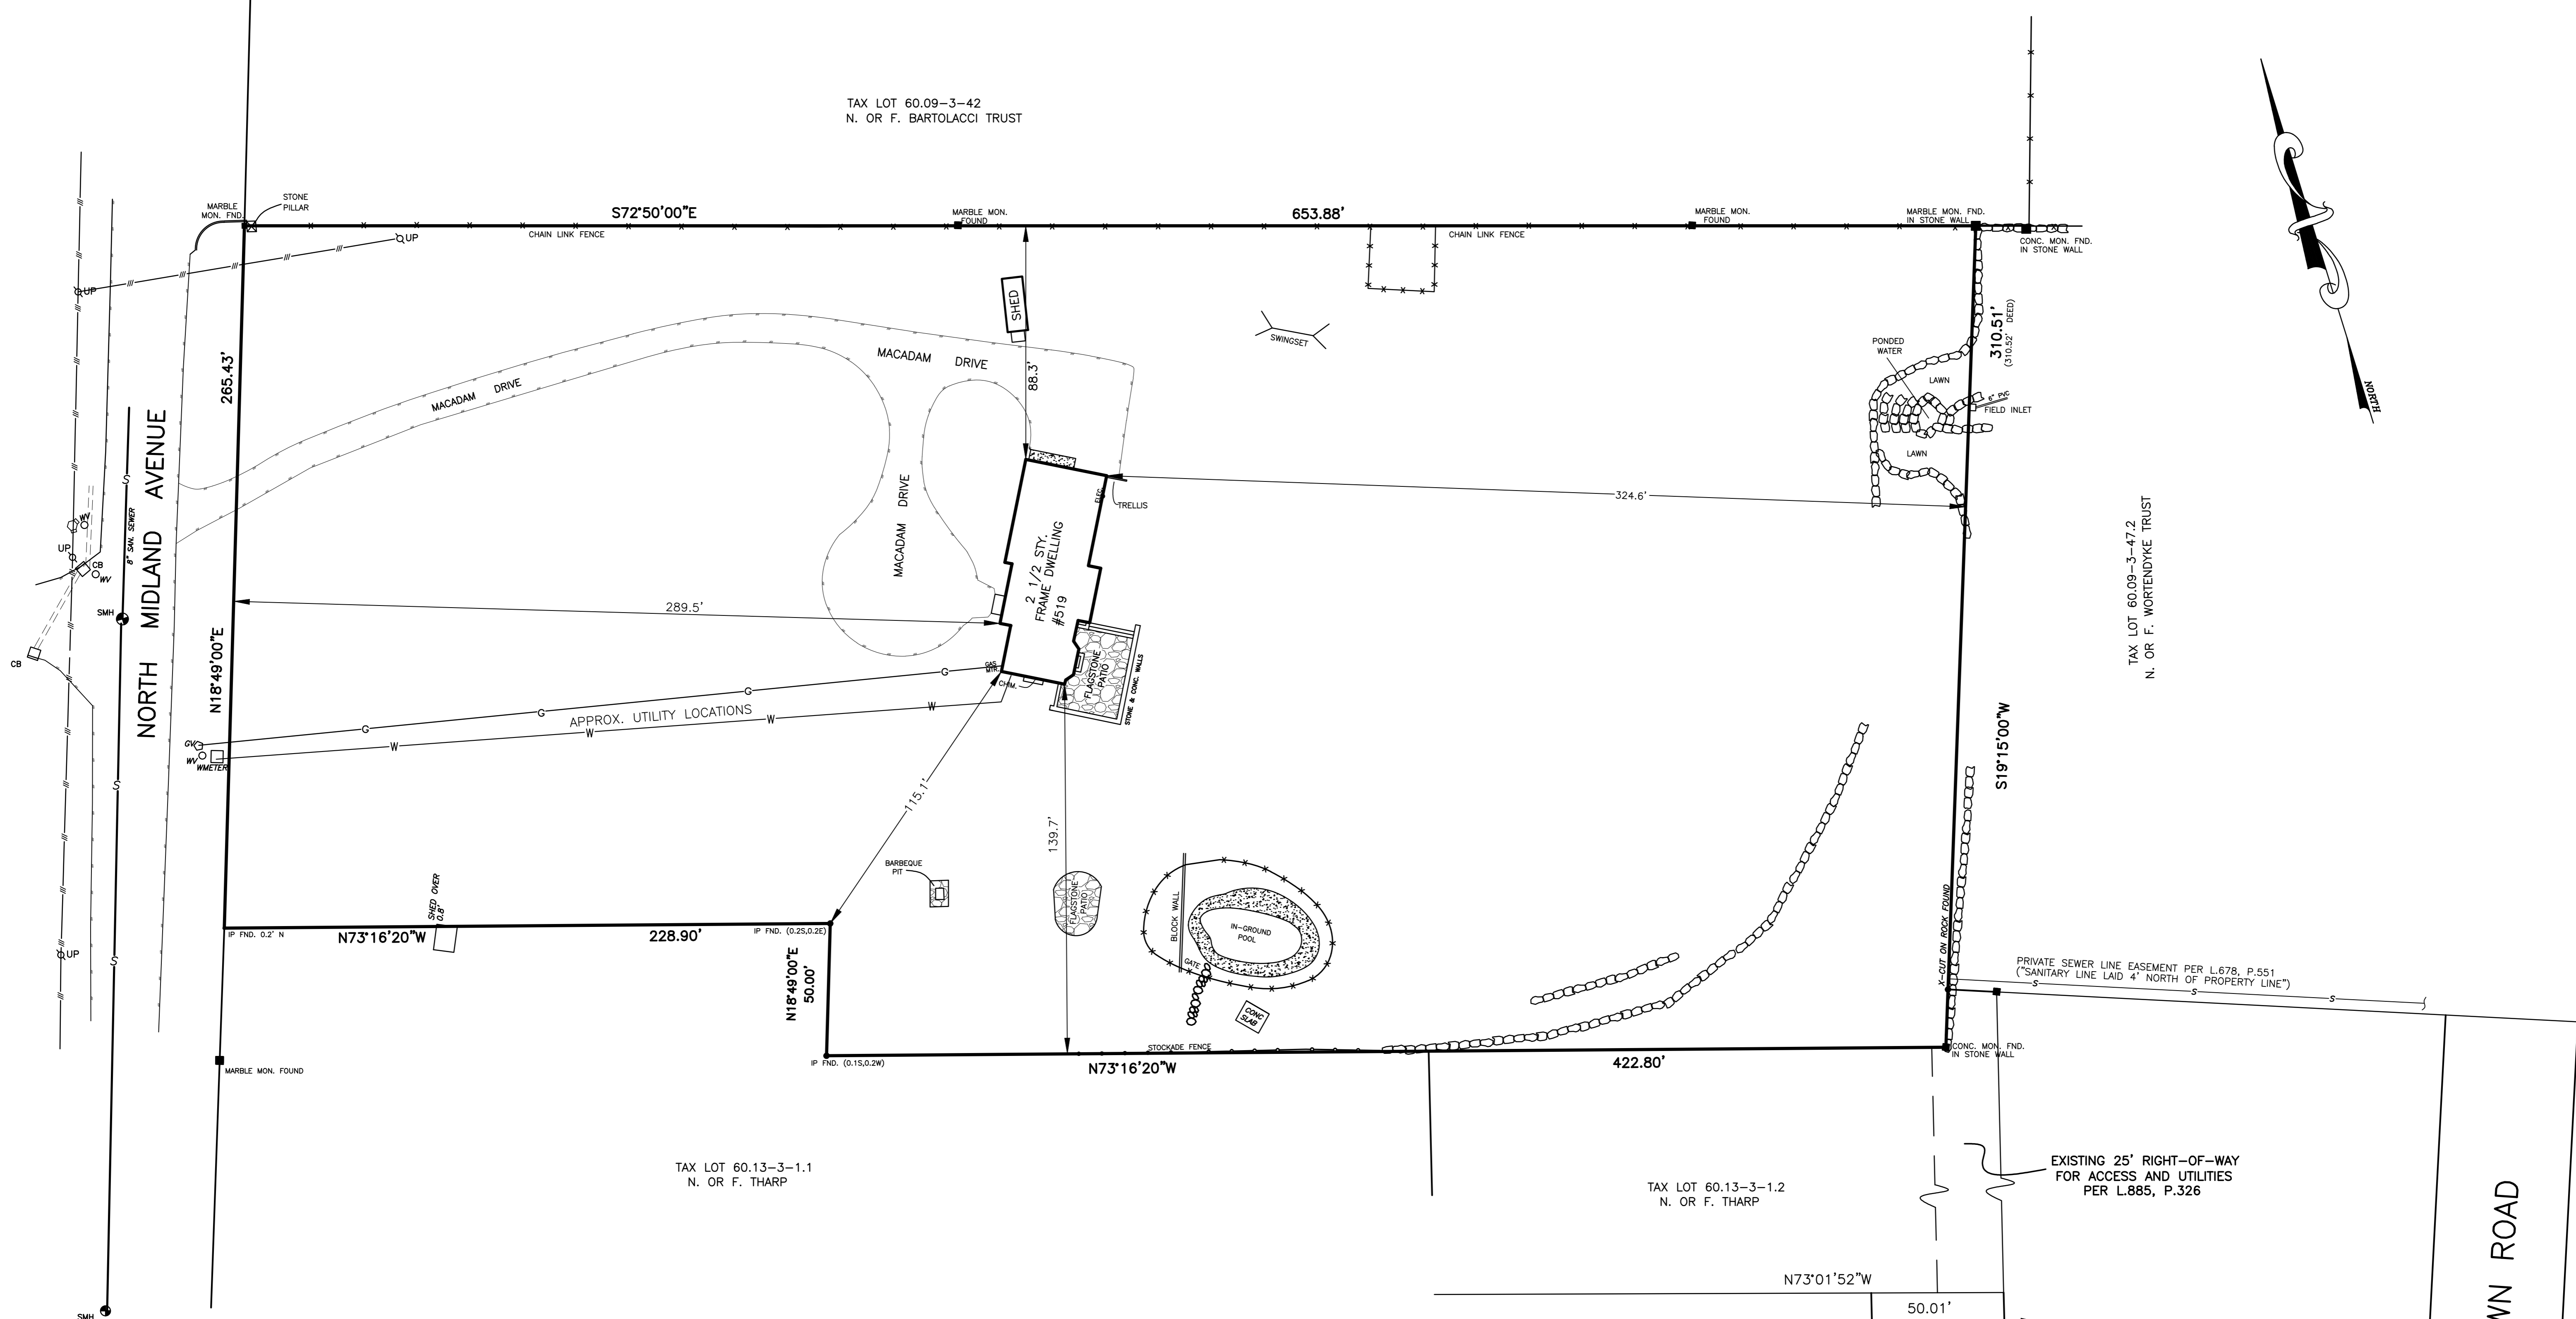 TAX LOT 60.09-3-42
N. OR F. BARTOLACCI TRUST
MARBLE
MON. FND.
STONE
PILLAR
S72°50'00"E
653.88'
MARBLE MON.
FOUND
MARBLE MON.
FOUND
MARBLE MON. FND.
IN STONE WALL
CHAIN LINK FENCE
CHAIN LINK FENCE
CONC. MON. FND.
IN STONE WALL
UP
UP
SHED
SWINGSET
88.3'
310.51'
(310.52' DEED)
NORTH
MACADAM DRIVE
MACADAM DRIVE
MACADAM DRIVE
PONDED
WATER
LAWN
6" PVC
FIELD INLET
LAWN
265.43'
NORTH MIDLAND AVENUE
8" SAN. SEWER
S
WV
UP
CB
WV
SMH
CB
ELEC.
TRELLIS
324.6'
2 1/2 STY.
FRAME DWELLING
#519
289.5'
N18°49'00"E
GAS
MTR.
CHIM.
FLAGSTONE
PATIO
STONE & CONC. WALLS
TAX LOT 60.09-3-47.2
N. OR F. WORTENDYKE TRUST
S19°15'00"W
G
G
G
G
APPROX. UTILITY LOCATIONS
W
W
W
W
GV
WV
WMETER
S
115.1'
139.7'
BARBEQUE
PIT
FLAGSTONE
PATIO
BLOCK WALL
IN-GROUND
POOL
GATE
CONC
SLAB
SHED OVER
0.8'
IP FND. 0.2' N
N73°16'20"W
228.90'
IP FND. (0.2S,0.2E)
N18°49'00"E
50.00'
UP
S
X-CUT ON ROCK FOUND
PRIVATE SEWER LINE EASEMENT PER L.678, P.551
("SANITARY LINE LAID 4' NORTH OF PROPERTY LINE")
S
S
S
STOCKADE FENCE
IP FND. (0.1S,0.2W)
N73°16'20"W
422.80'
CONC. MON. FND.
IN STONE WALL
MARBLE MON. FOUND
TAX LOT 60.13-3-1.1
N. OR F. THARP
TAX LOT 60.13-3-1.2
N. OR F. THARP
EXISTING 25' RIGHT-OF-WAY
FOR ACCESS AND UTILITIES
PER L.885, P.326
N73°01'52"W
50.01'
WN ROAD
SMH